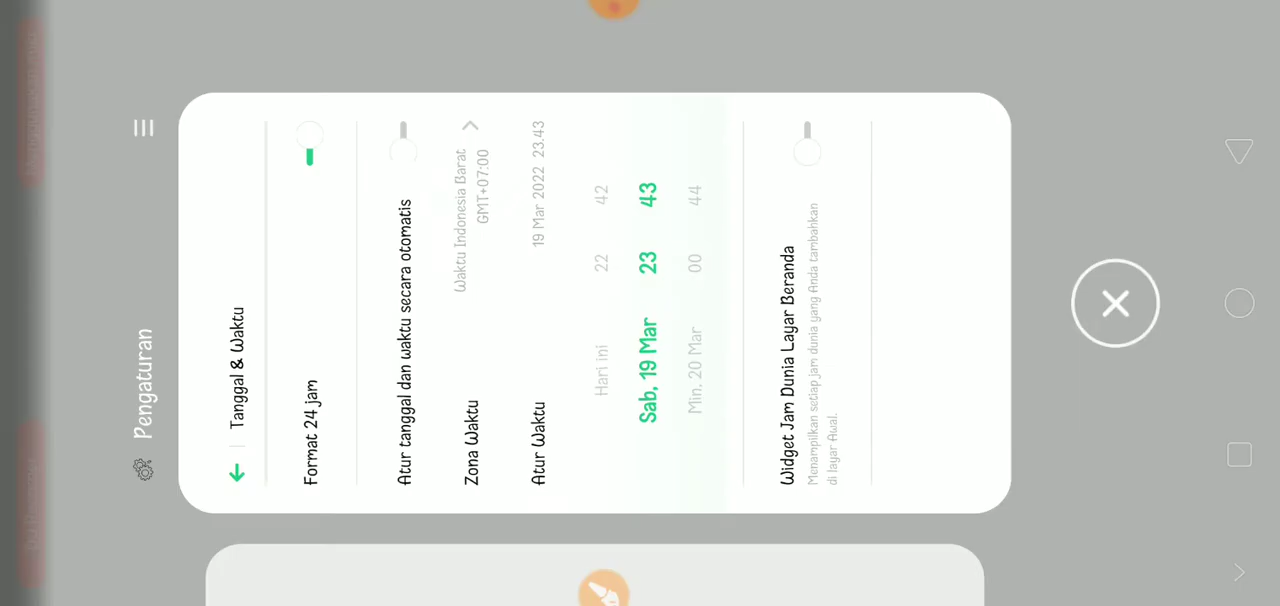 Pengaturan
Tanggal & Waktu
Format 24 jam
Atur tanggal dan waktu secara otomatis
Zona Waktu
Waktu Indonesia Barat
GMT+07:00
Atur Waktu
19 Mar 2022 23.43
Hari ini 22 42
Sab, 19 Mar 23 43
Min, 20 Mar 00 44
Widget Jam Dunia Layar Beranda
Menampilkan setiap jam dunia yang Anda tambahkan
di layar Awal.